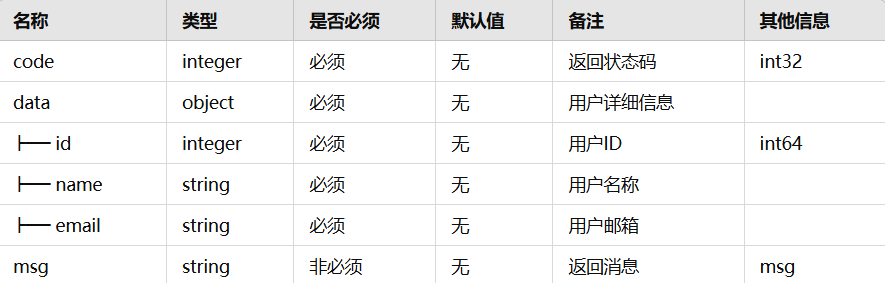 名称 类型 是否必须 默认值 备注 其他信息
code integer 必须 无 返回状态码 int32
data object 必须 无 用户详细信息
├── id integer 必须 无 用户ID int64
├── name string 必须 无 用户名称
├── email string 必须 无 用户邮箱
msg string 非必须 无 返回消息 msg